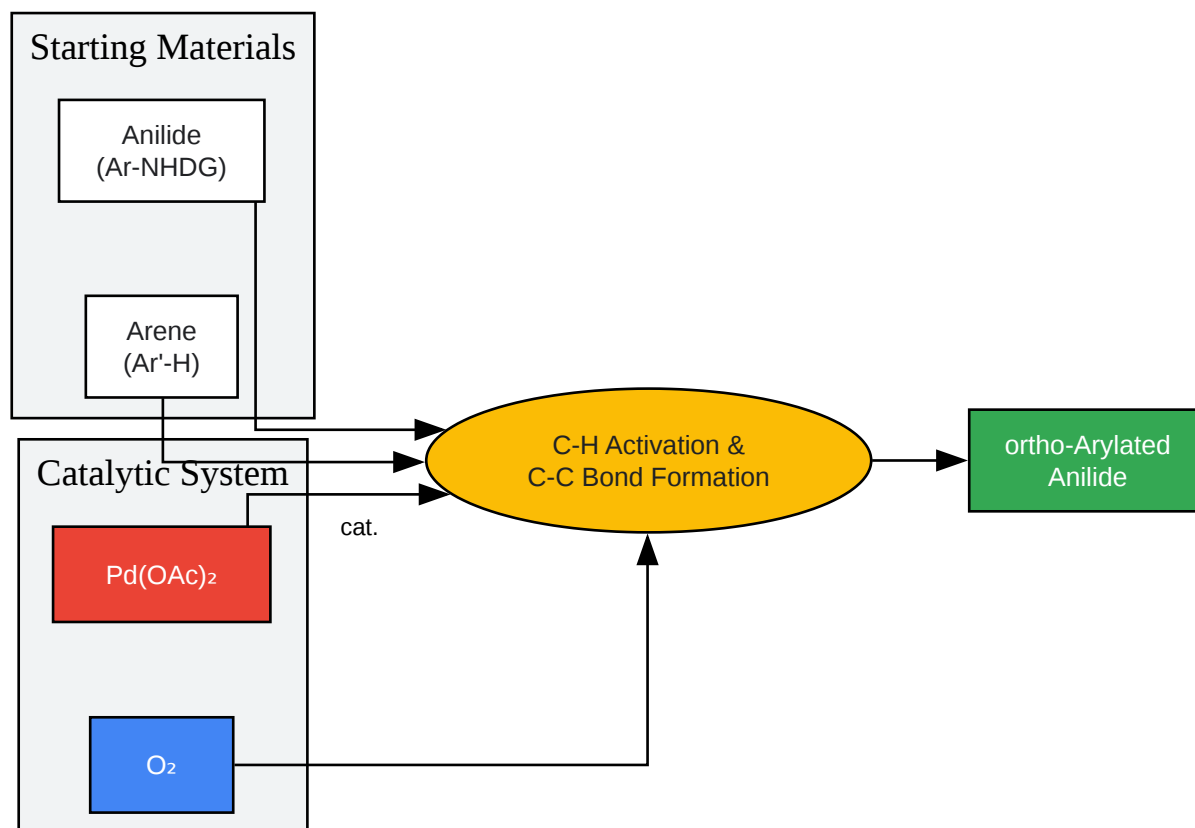 Starting Materials
Anilide
(Ar-NHDG)
Arene
(Ar'-H)
Catalytic System
cat.
Pd(OAc)₂
O₂
C-H Activation &
C-C Bond Formation
ortho-Arylated
Anilide